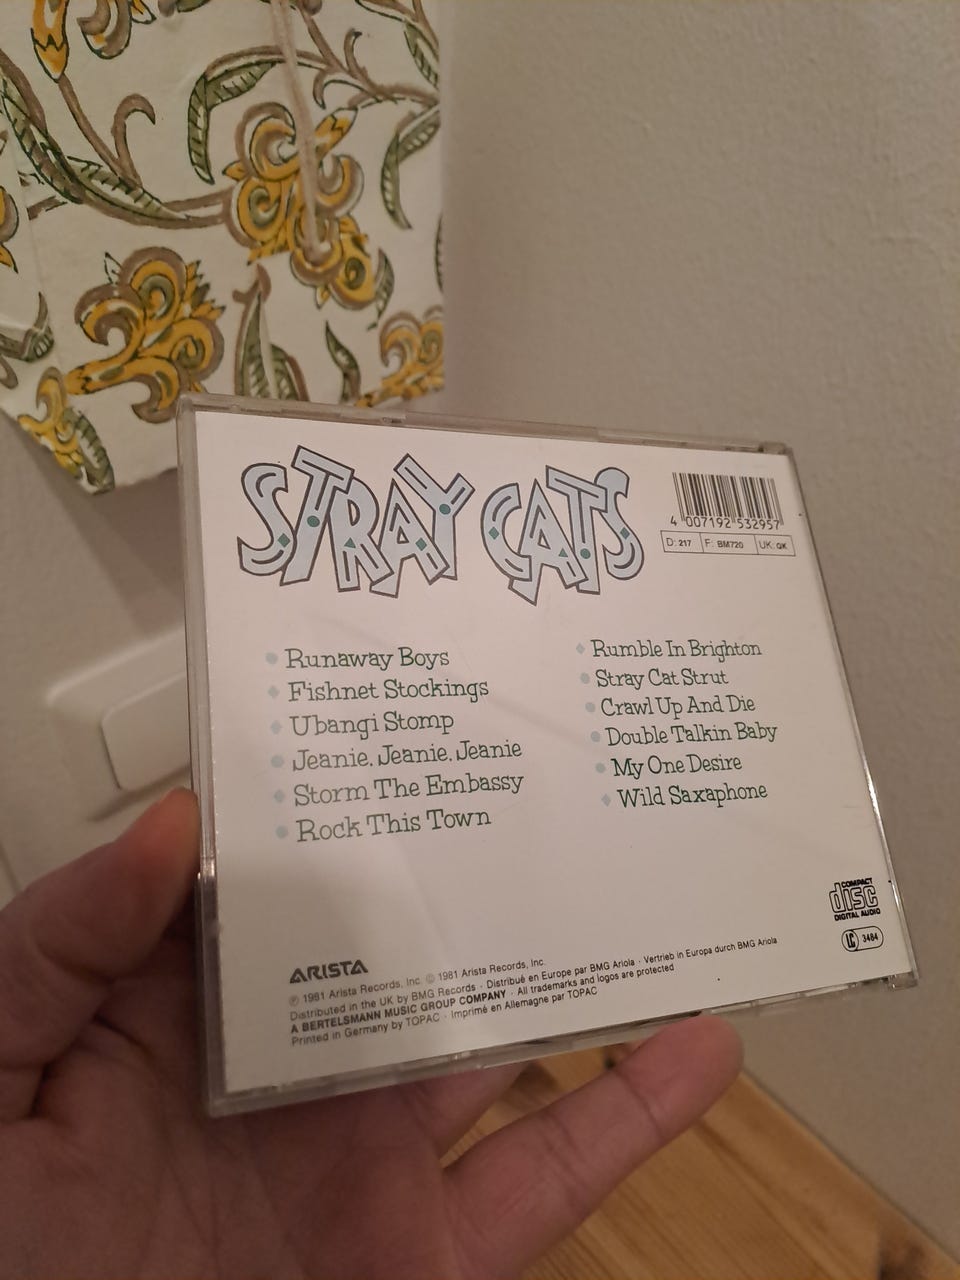 STRAY CATS
4 007192 532957
D: 217 F: BM720 UK: QK
Runaway Boys
Fishnet Stockings
Ubangi Stomp
Jeanie, Jeanie, Jeanie
Storm The Embassy
Rock This Town
Rumble In Brighton
Stray Cat Strut
Crawl Up And Die
Double Talkin Baby
My One Desire
Wild Saxaphone
COMPACT
disc
DIGITAL AUDIO
LC 3484
ARISTA
℗ 1981 Arista Records, Inc. © 1981 Arista Records, Inc.
Distributed in the UK by BMG Records · Distribué en Europe par BMG Ariola · Vertrieb in Europa durch BMG Ariola
A BERTELSMANN MUSIC GROUP COMPANY · All trademarks and logos are protected
Printed in Germany by TOPAC · Imprimé en Allemagne par TOPAC